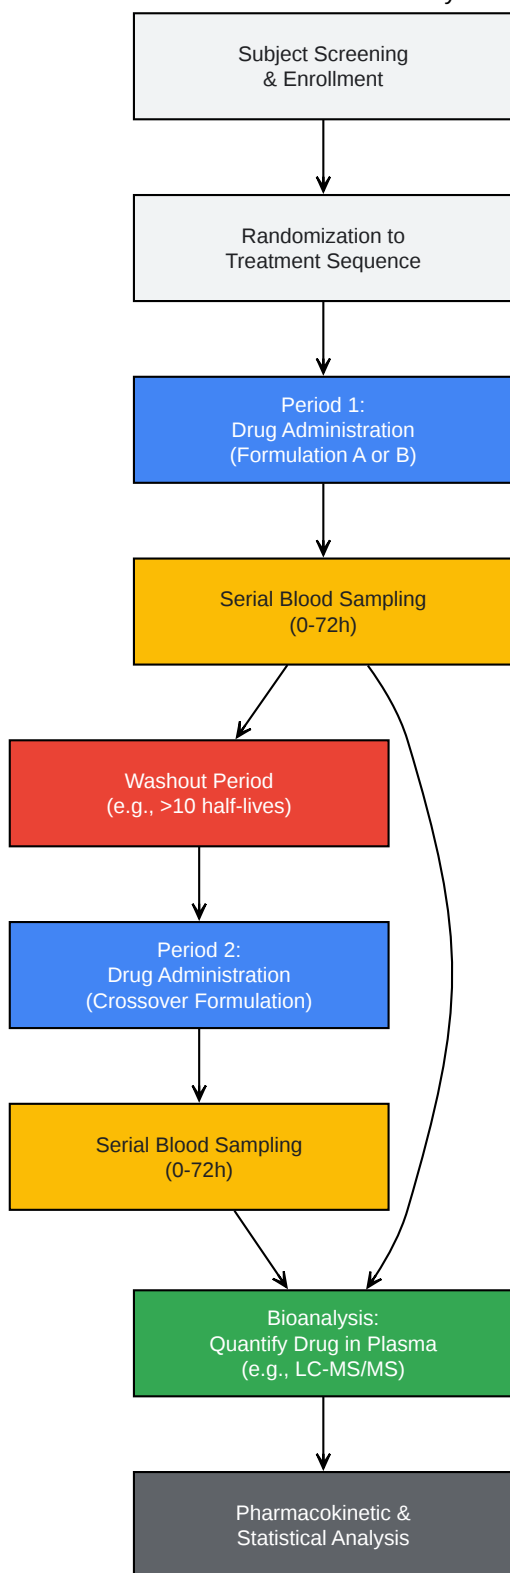 Subject Screening
& Enrollment
Randomization to
Treatment Sequence
Period 1:
Drug Administration
(Formulation A or B)
Serial Blood Sampling
(0-72h)
Washout Period
(e.g., >10 half-lives)
Period 2:
Drug Administration
(Crossover Formulation)
Serial Blood Sampling
(0-72h)
Bioanalysis:
Quantify Drug in Plasma
(e.g., LC-MS/MS)
Pharmacokinetic &
Statistical Analysis